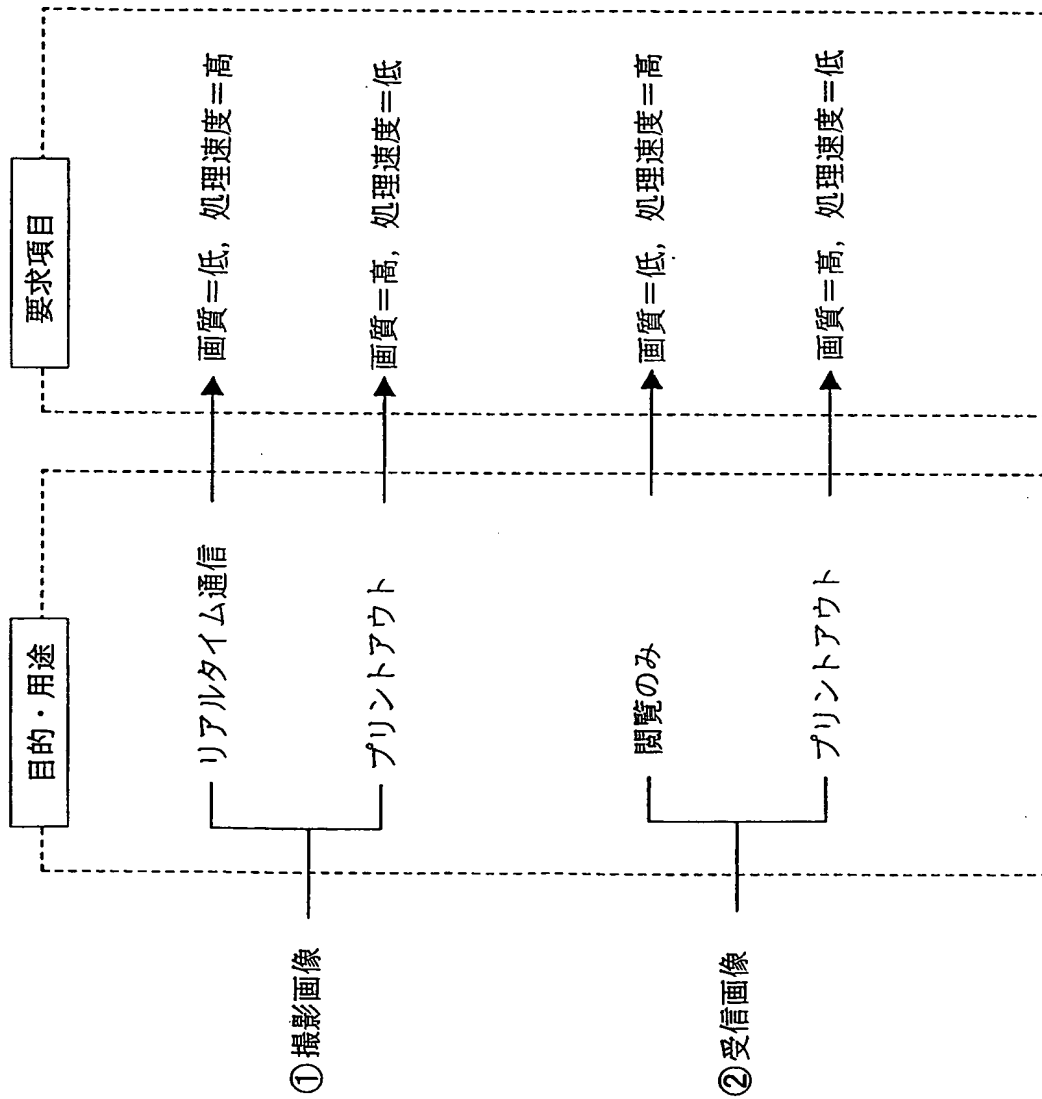 目的・用途
要求項目
①撮影画像
リアルタイム通信
画質＝低， 処理速度＝高
プリントアウト
画質＝高， 処理速度＝低
②受信画像
閲覧のみ
画質＝低， 処理速度＝高
プリントアウト
画質＝高， 処理速度＝低